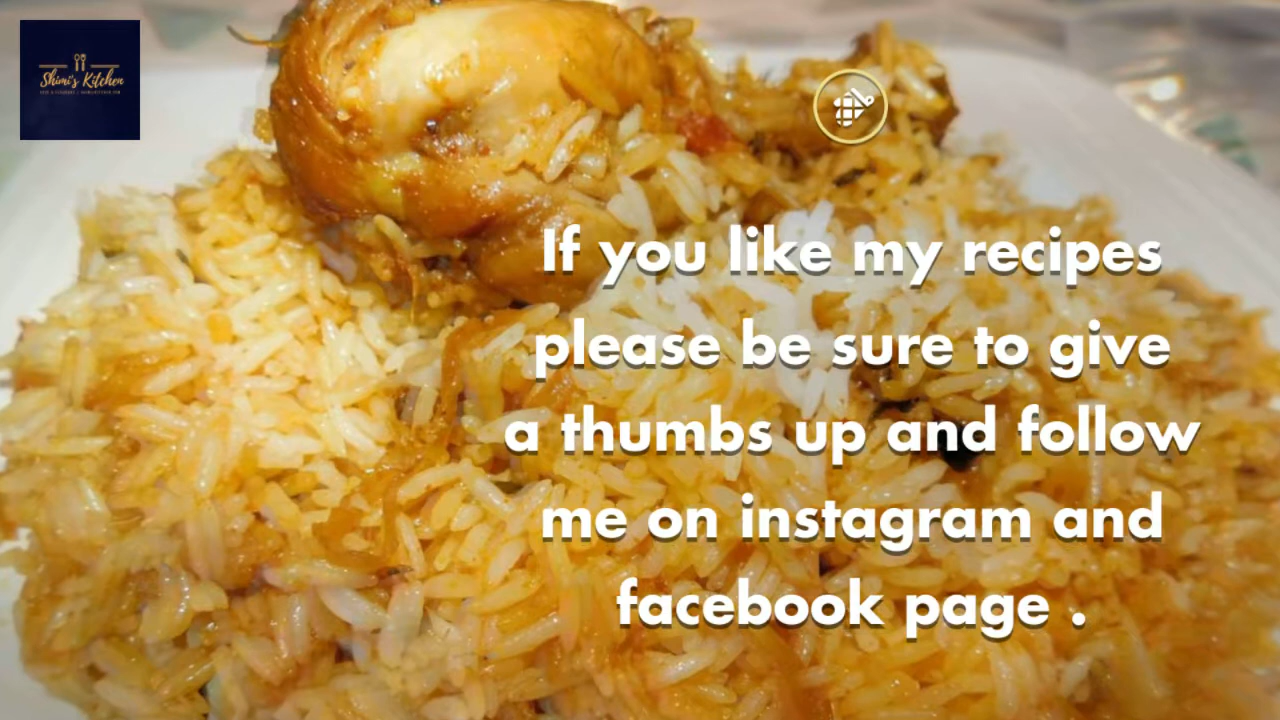 Shimi's Kitchen
If you like my recipes
please be sure to give
a thumbs up and follow
me on instagram and
facebook page .